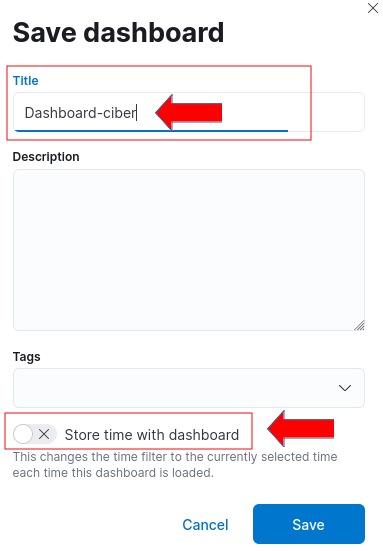 Save dashboard
Title
Dashboard-ciber
Description
Tags
Store time with dashboard
This changes the time filter to the currently selected time
each time this dashboard is loaded.
Cancel
Save